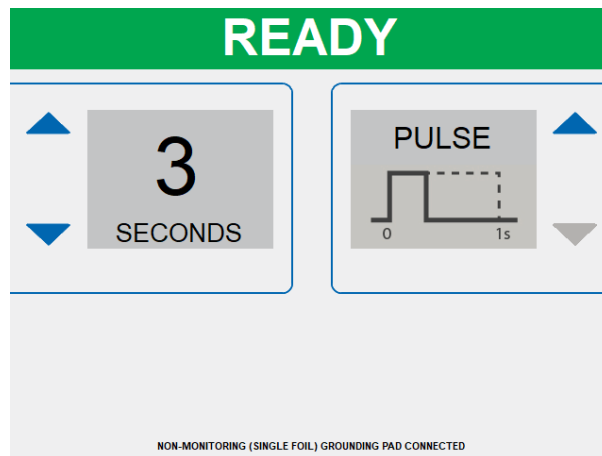 READY
3
SECONDS
PULSE
0 1s
NON-MONITORING (SINGLE FOIL) GROUNDING PAD CONNECTED